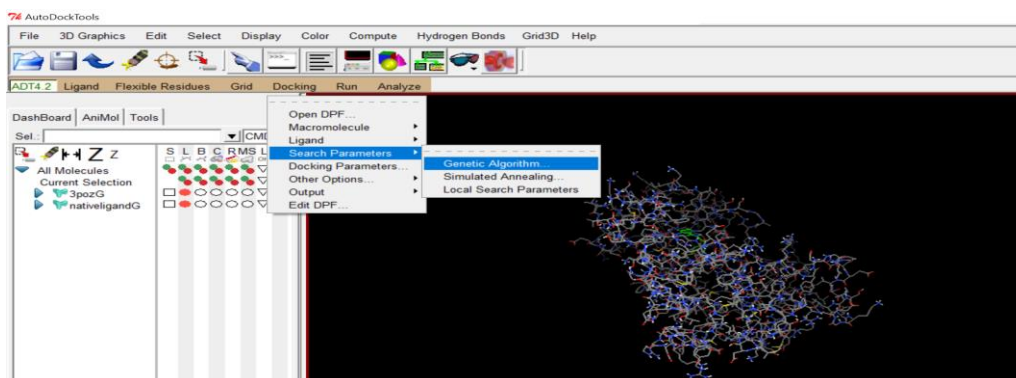 AutoDockTools
File 3D Graphics Edit Select Display Color Compute Hydrogen Bonds Grid3D Help
ADT4.2 Ligand Flexible Residues Grid Docking Run Analyze
DashBoard AniMol Tools
Sel.: CMD
Z Z S L B C R MS L
All Molecules
Current Selection
3pozG
nativeligandG
Open DPF...
Macromolecule
Ligand
Search Parameters
Docking Parameters...
Other Options...
Output
Edit DPF...
Genetic Algorithm...
Simulated Annealing...
Local Search Parameters